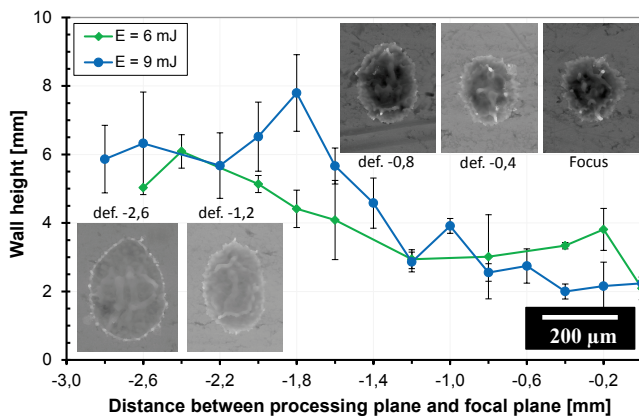 10
8
6
4
2
0
Wall height [mm]
E = 6 mJ
E = 9 mJ
def. -0,8
def. -0,4
Focus
def. -2,6
def. -1,2
200 µm
-3,0
-2,6
-2,2
-1,8
-1,4
-1,0
-0,6
-0,2
Distance between processing plane and focal plane [mm]